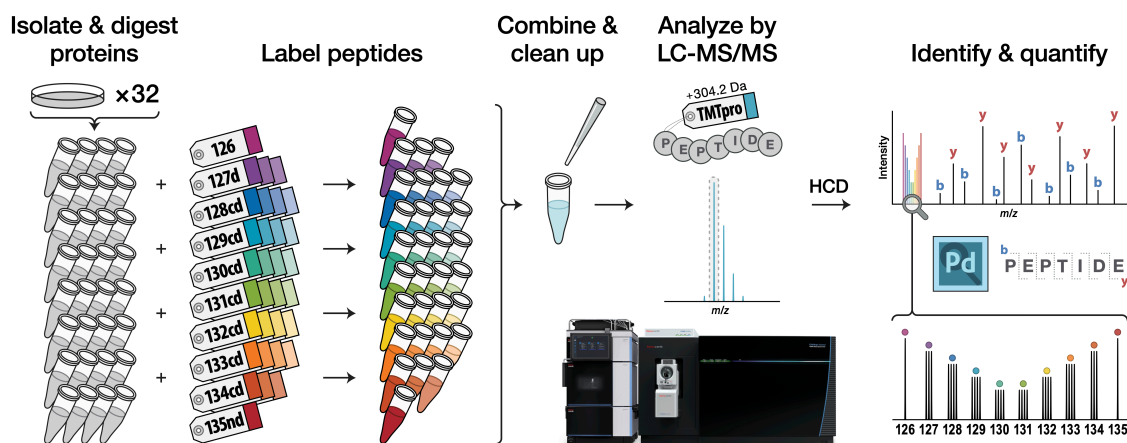 Isolate & digest
proteins
Label peptides
Combine &
clean up
Analyze by
LC-MS/MS
Identify & quantify
×32
126
127d
128cd
129cd
130cd
131cd
132cd
133cd
134cd
135nd
+
+
+
+
+304.2 Da
TMTpro
PEPTIDE
m/z
HCD
Intensity
y
y
y
y
y
y
y
b
b
b
b
b
b
b
m/z
Pd
b
PEPTIDE
y
126 127 128 129 130 131 132 133 134 135